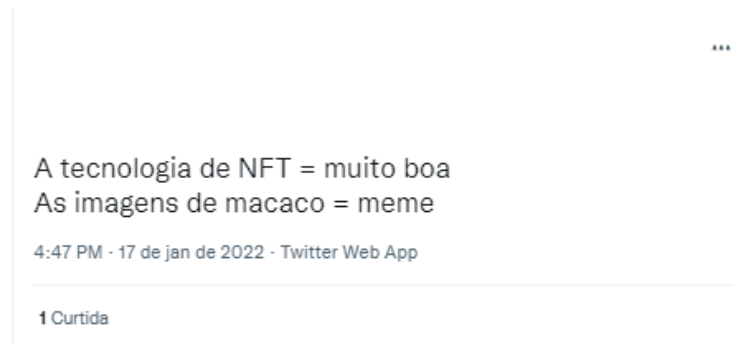 A tecnologia de NFT = muito boa
As imagens de macaco = meme
4:47 PM · 17 de jan de 2022 · Twitter Web App
1 Curtida